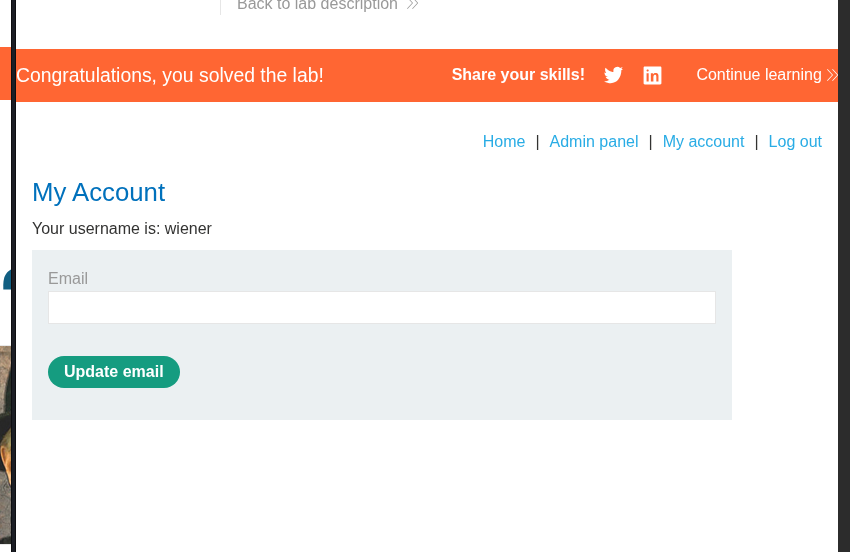 Back to lab description
Congratulations, you solved the lab!
Share your skills!
Continue learning
Home | Admin panel | My account | Log out
My Account
Your username is: wiener
Email
Update email